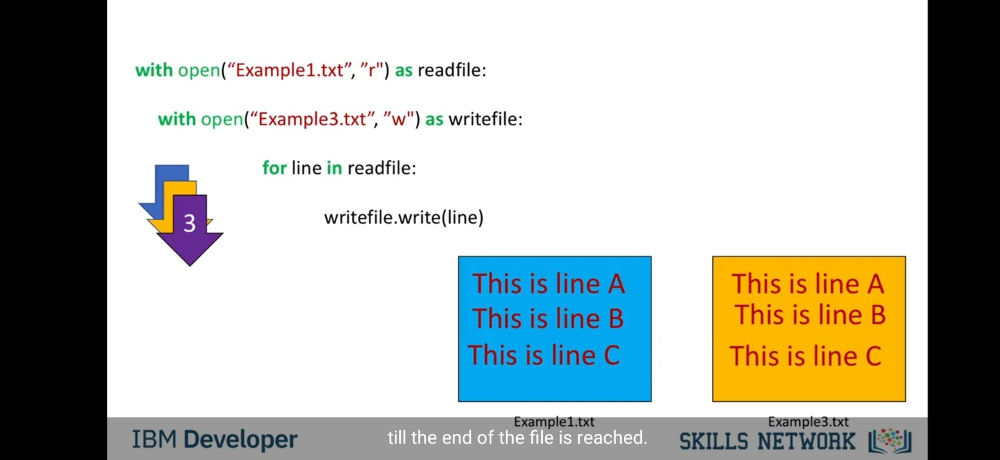 with open(“Example1.txt”, ”r") as readfile:
with open(“Example3.txt”, ”w") as writefile:
for line in readfile:
3
writefile.write(line)
This is line A
This is line B
This is line C
This is line A
This is line B
This is line C
Example1.txt
Example3.txt
till the end of the file is reached.
IBM Developer
SKILLS NETWORK